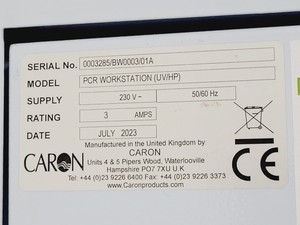 SERIAL No. 0003285/BW0003/01A
MODEL PCR WORKSTATION (UV/HP)
SUPPLY 230 V ~ 50/60 Hz
RATING 3 AMPS
DATE JULY 2023
Manufactured in the United Kingdom by:
CARON
Units 4 & 5 Pipers Wood, Waterlooville
Hampshire PO7 7XU U.K
Tel: +44 (0)23 9226 6400 Fax: +44 (0)23 9226 3373
www.Caronproducts.com
CARON
CE